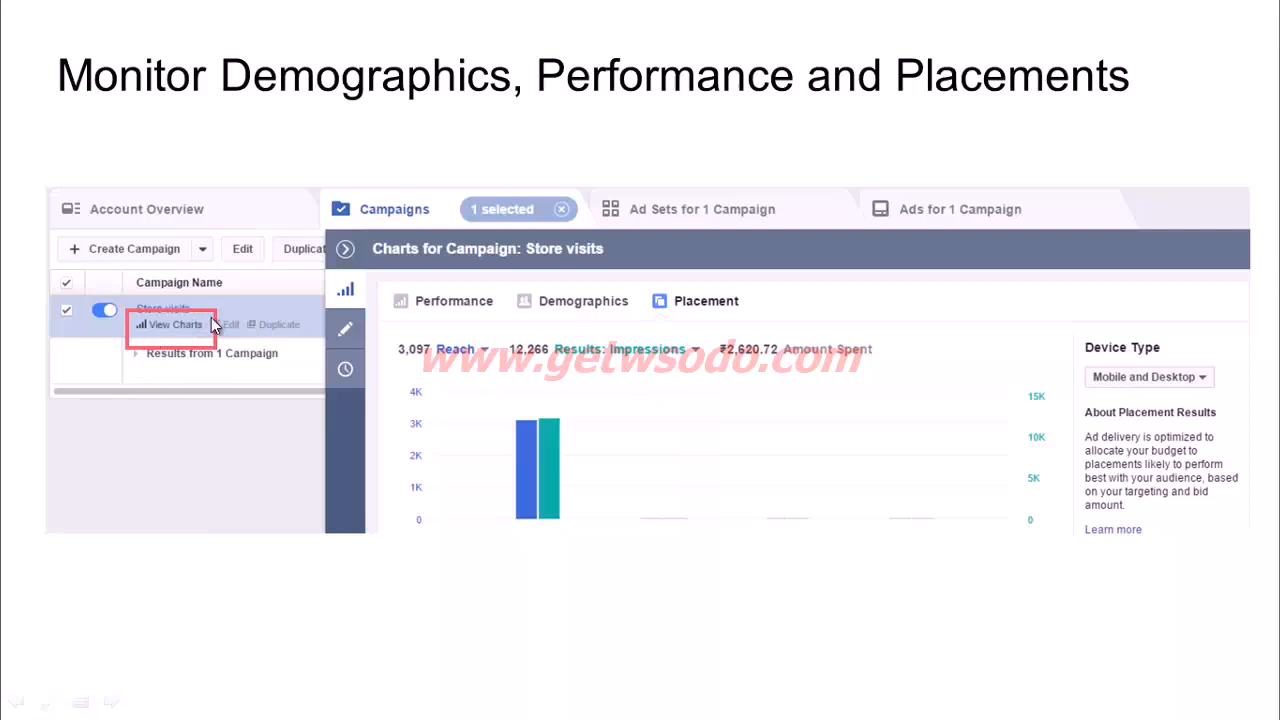 Monitor Demographics, Performance and Placements
Account Overview
Campaigns
1 selected
Ad Sets for 1 Campaign
Ads for 1 Campaign
+ Create Campaign
Edit
Duplicat
Charts for Campaign: Store visits
Campaign Name
Store visits
View Charts
Edit
Duplicate
Results from 1 Campaign
Performance
Demographics
Placement
3,097 Reach
12,266 Results: Impressions
₹2,620.72 Amount Spent
www.getwsodo.com
4K
3K
2K
1K
0
15K
10K
5K
0
Device Type
Mobile and Desktop
About Placement Results
Ad delivery is optimized to
allocate your budget to
placements likely to perform
best with your audience, based
on your targeting and bid
amount.
Learn more